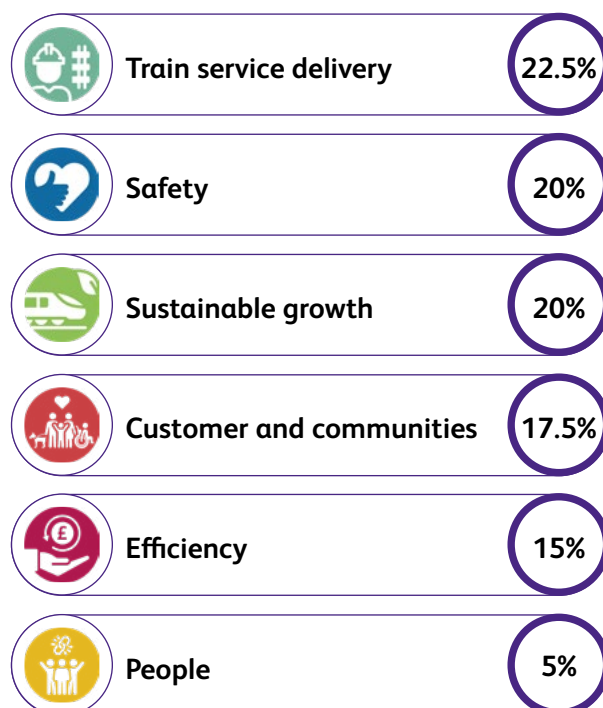 Train service delivery 22.5%
Safety 20%
Sustainable growth 20%
Customer and communities 17.5%
£
Efficiency 15%
People 5%